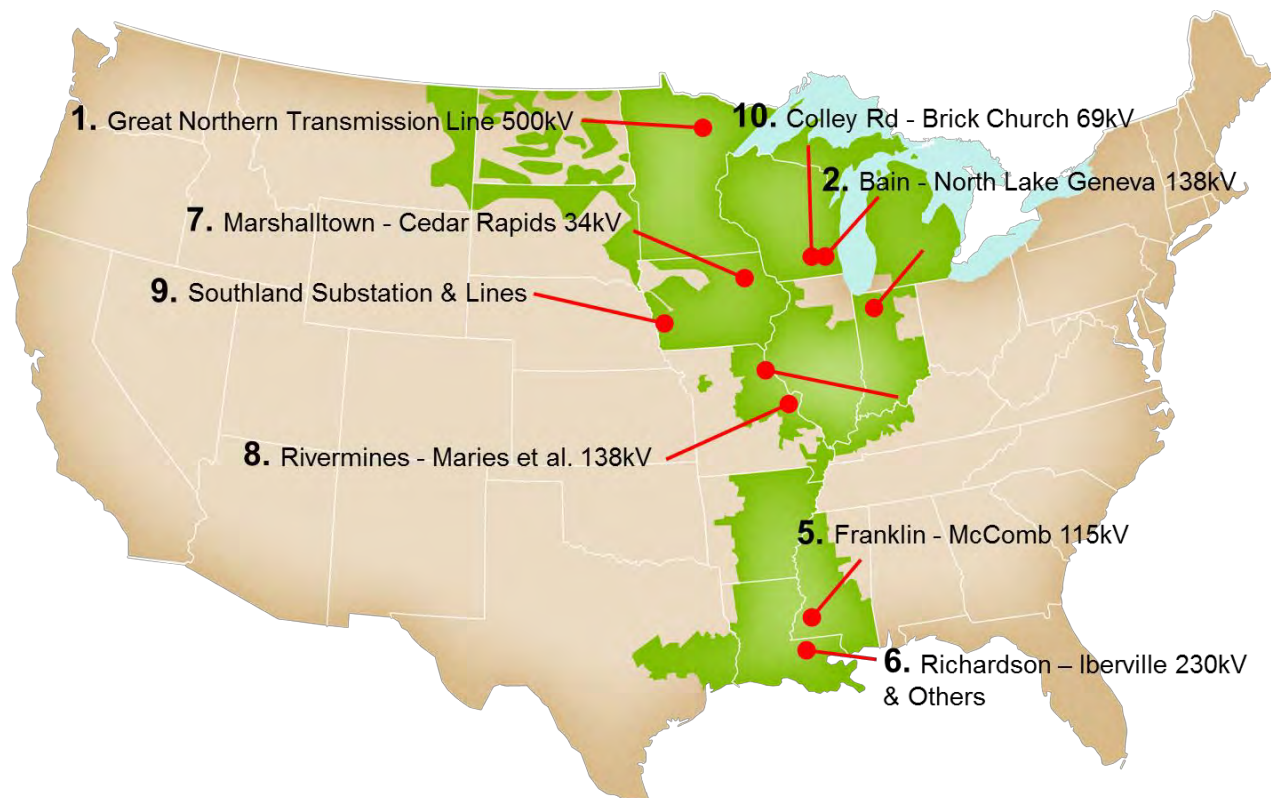 1. Great Northern Transmission Line 500kV
10. Colley Rd - Brick Church 69kV
2. Bain - North Lake Geneva 138kV
7. Marshalltown - Cedar Rapids 34kV
9. Southland Substation & Lines
8. Rivermines - Maries et al. 138kV
5. Franklin - McComb 115kV
6. Richardson – Iberville 230kV
& Others